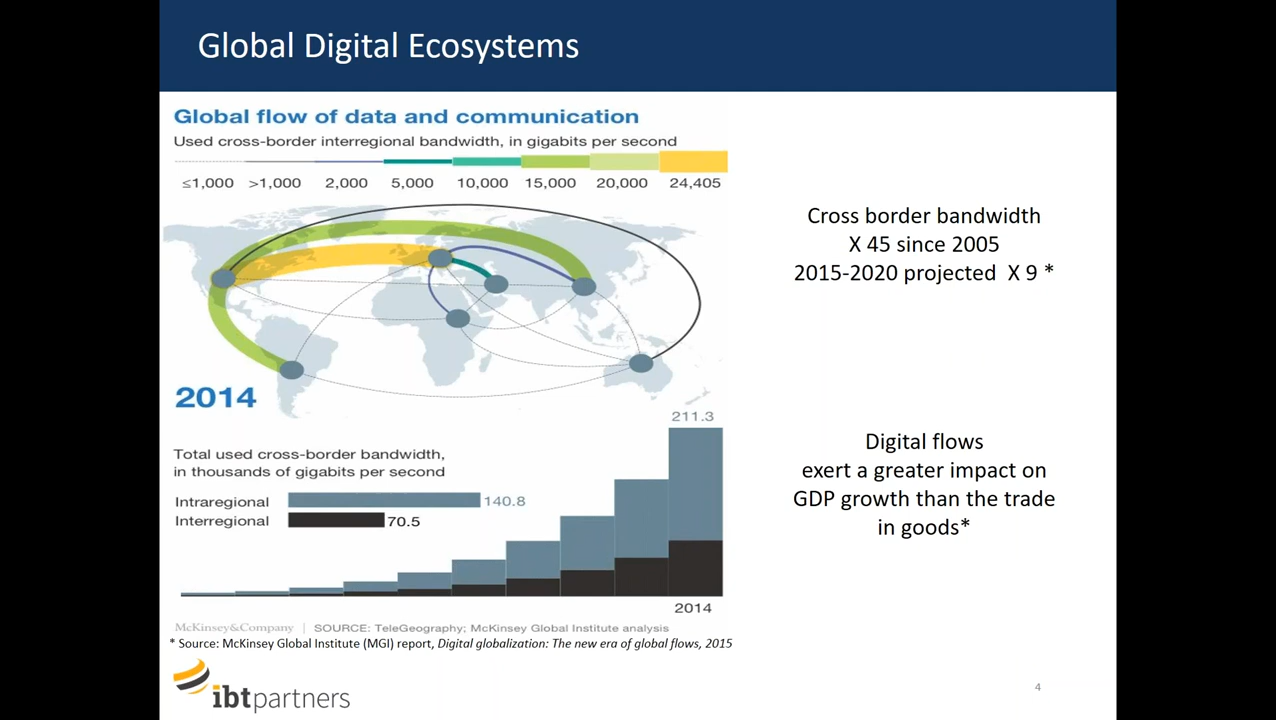 Global Digital Ecosystems
Global flow of data and communication
Used cross-border interregional bandwidth, in gigabits per second
≤1,000 >1,000 2,000 5,000 10,000 15,000 20,000 24,405
Cross border bandwidth
X 45 since 2005
2015-2020 projected X 9 *
2014
211.3
Total used cross-border bandwidth,
in thousands of gigabits per second
Intraregional 140.8
Interregional 70.5
Digital flows
exert a greater impact on
GDP growth than the trade
in goods*
2014
McKinsey&Company | SOURCE: TeleGeography; McKinsey Global Institute analysis
* Source: McKinsey Global Institute (MGI) report, Digital globalization: The new era of global flows, 2015
ibtpartners
4